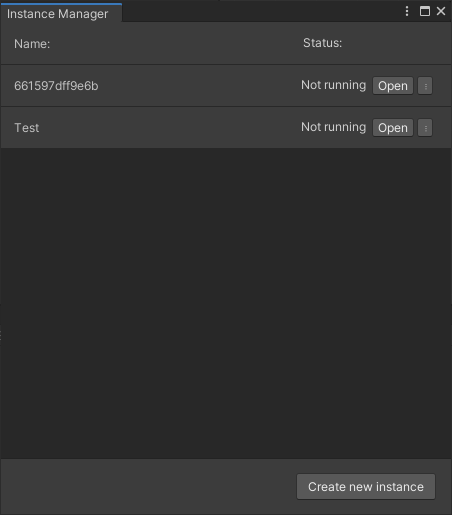 Instance Manager
Name: Status:
661597dff9e6b Not running Open
Test Not running Open
Create new instance